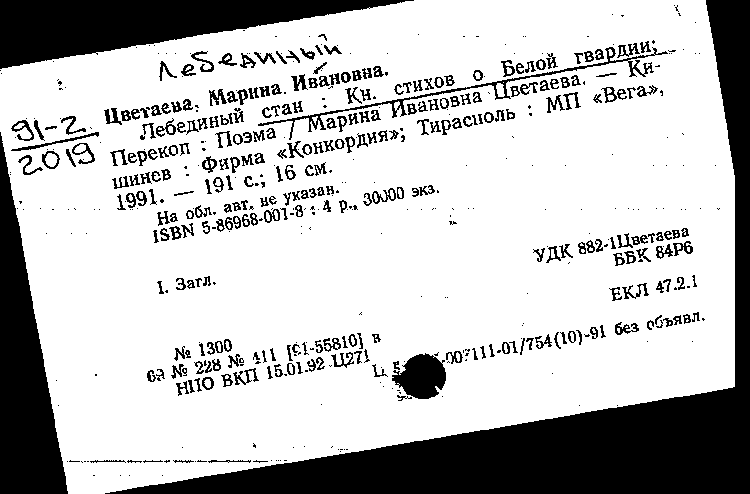 Лебединый
91-2
2019
Цветаева, Марина Ивановна.
Лебединый стан : Кн. стихов о Белой гвардии;
Перекоп : Поэма / Марина Ивановна Цветаева. — Ки-
шинев : Фирма «Конкордия»; Тирасполь : МП «Вега»,
1991. — 191 с.; 16 см.
На обл. авт. не указан.
ISBN 5-86968-001-8 : 4 р., 30000 экз.
I. Загл.
УДК 882-1Цветаева
ББК 84Р6
ЕКЛ 47.2.1
№ 1300
6а № 228 № 411 [91-55810] в
НПО ВКП 15.01.92 Ц271
007111-01/754(10)-91 без объявл.